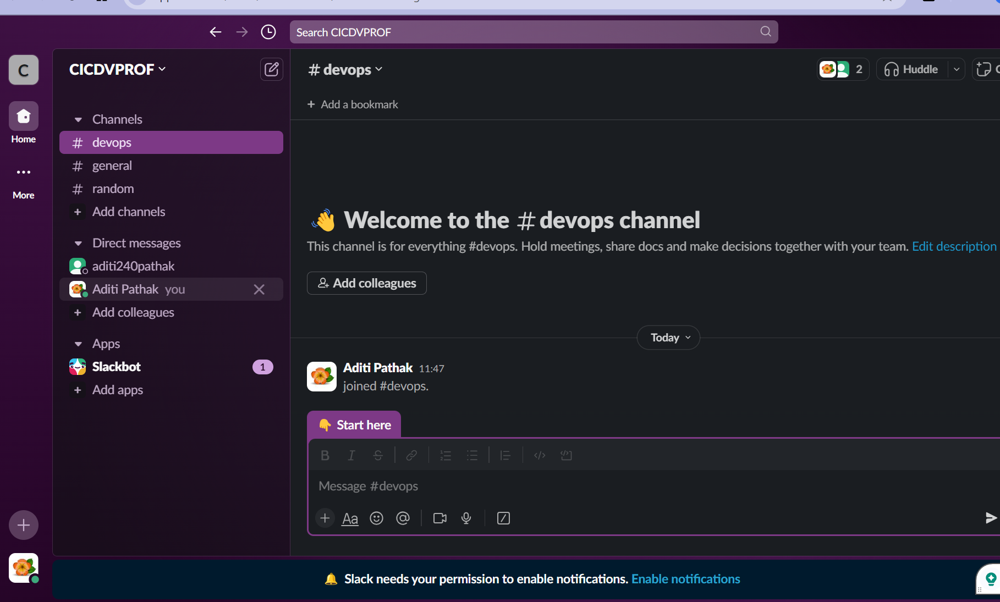 Search CICDVPROF
C
CICDVPROF
# devops
2
Huddle
Home
+ Add a bookmark
Channels
# devops
# general
# random
+ Add channels
More
Direct messages
aditi240pathak
Aditi Pathak you
+ Add colleagues
Apps
Slackbot 1
+ Add apps
Welcome to the # devops channel
This channel is for everything #devops. Hold meetings, share docs and make decisions together with your team. Edit description
Add colleagues
Today
Aditi Pathak 11:47
joined #devops.
Start here
Message #devops
Aa
Slack needs your permission to enable notifications. Enable notifications